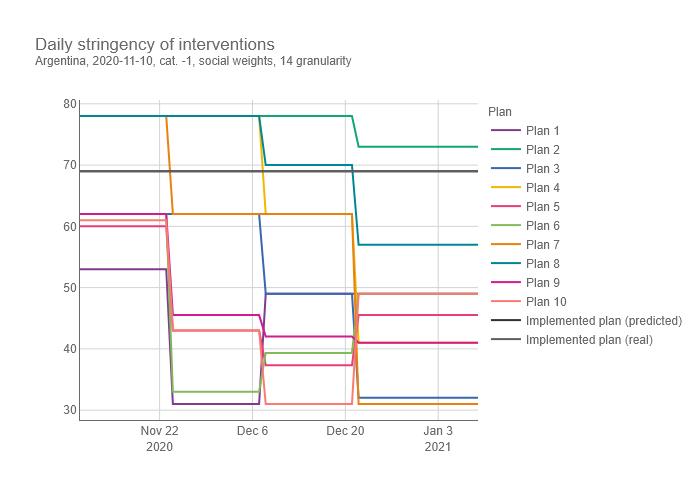 Daily stringency of interventions
Argentina, 2020-11-10, cat. -1, social weights, 14 granularity
80
70
60
50
40
30
Nov 22
2020
Dec 6
Dec 20
Jan 3
2021
Plan
Plan 1
Plan 2
Plan 3
Plan 4
Plan 5
Plan 6
Plan 7
Plan 8
Plan 9
Plan 10
Implemented plan (predicted)
Implemented plan (real)